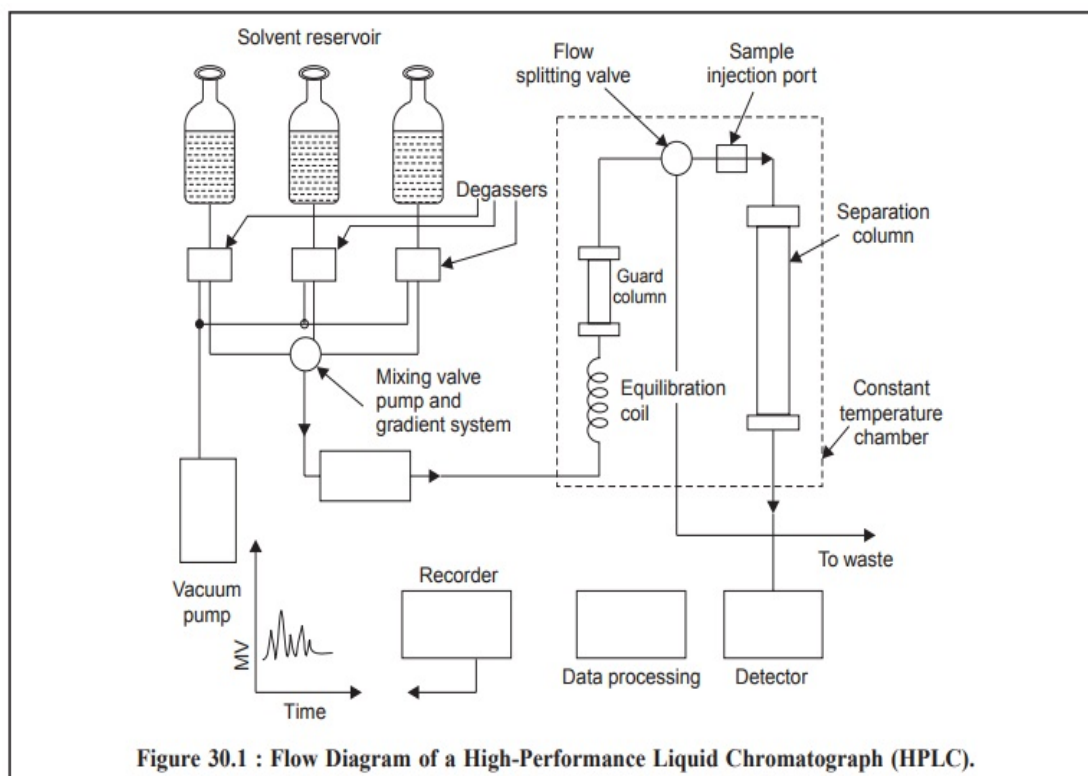 Solvent reservoir
Flow
splitting valve
Sample
injection port
Degassers
Separation
column
Guard
column
Mixing valve
pump and
gradient system
Equilibration
coil
Constant
temperature
chamber
To waste
Vacuum
pump
Recorder
MV
Time
Data processing
Detector
Figure 30.1 : Flow Diagram of a High-Performance Liquid Chromatograph (HPLC).